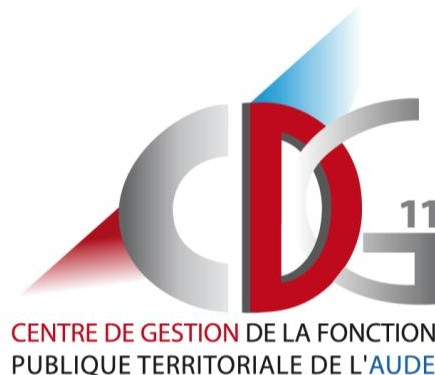 CDG
11
CENTRE DE GESTION DE LA FONCTION
PUBLIQUE TERRITORIALE DE L'AUDE